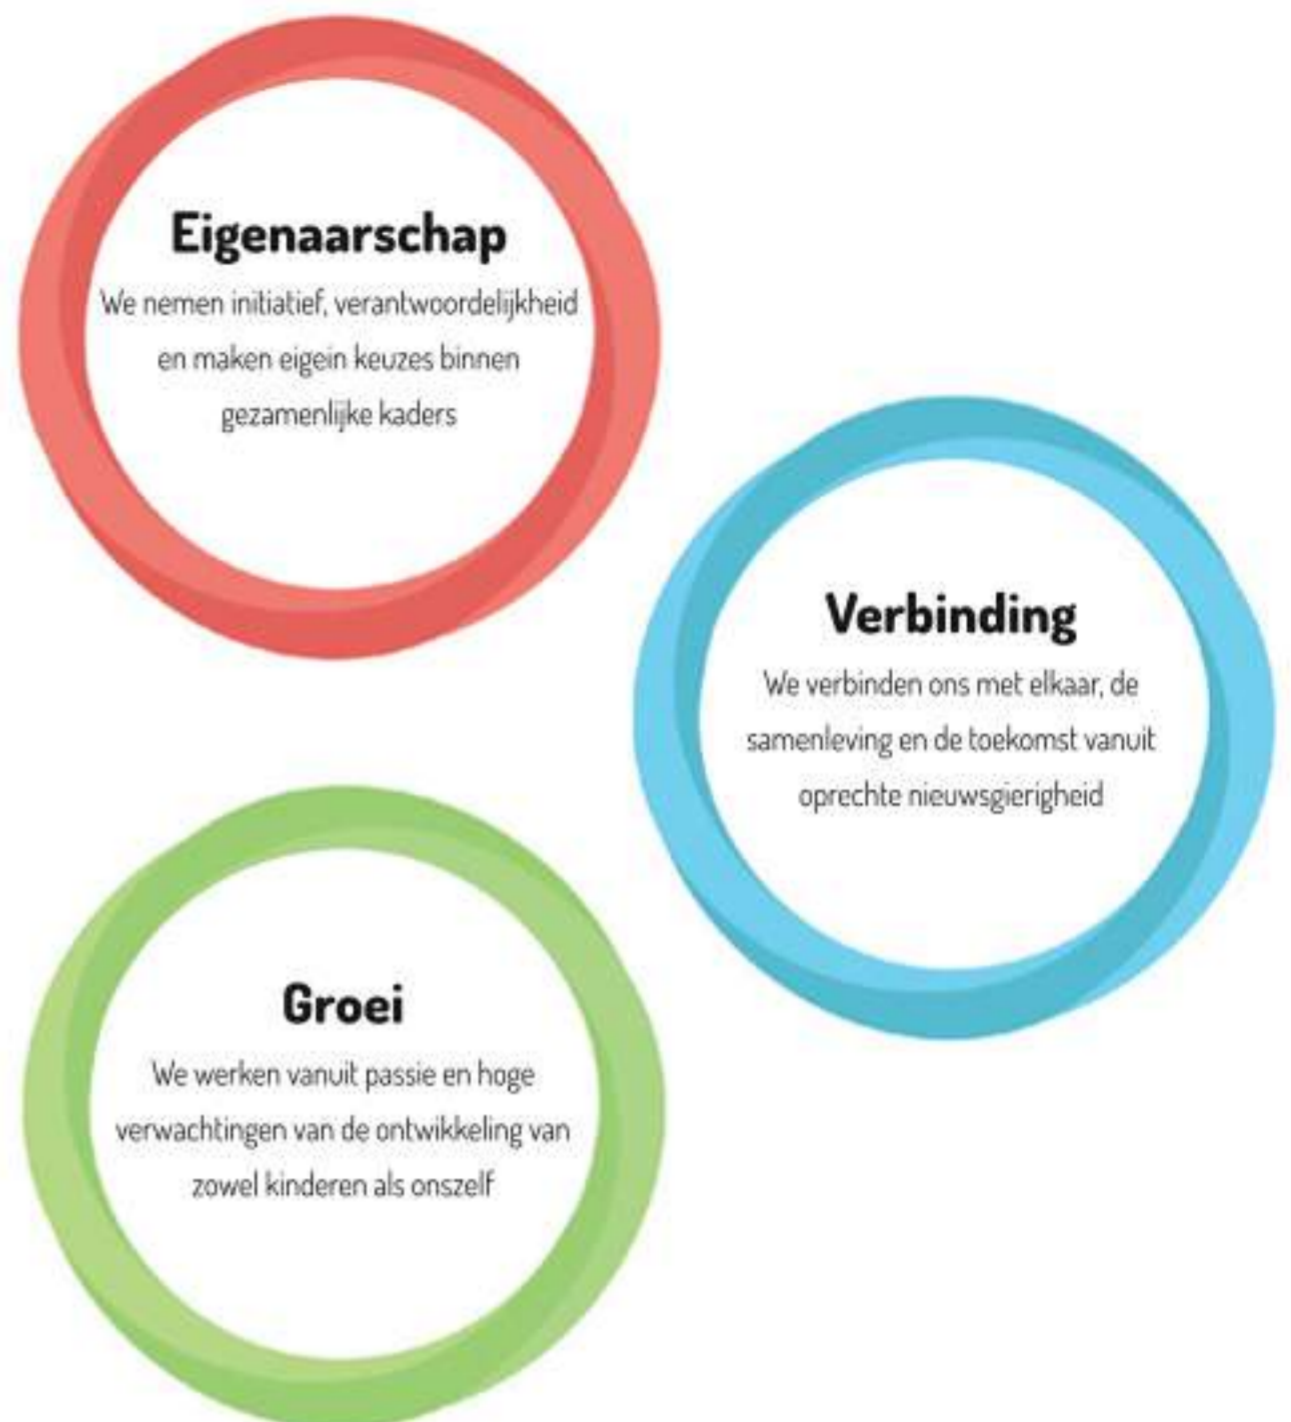 Eigenaarschap
We nemen initiatief, verantwoordelijkheid
en maken eigein keuzes binnen
gezamenlijke kaders
Verbinding
We verbinden ons met elkaar, de
samenleving en de toekomst vanuit
oprechte nieuwsgierigheid
Groei
We werken vanuit passie en hoge
verwachtingen van de ontwikkeling van
zowel kinderen als onszelf